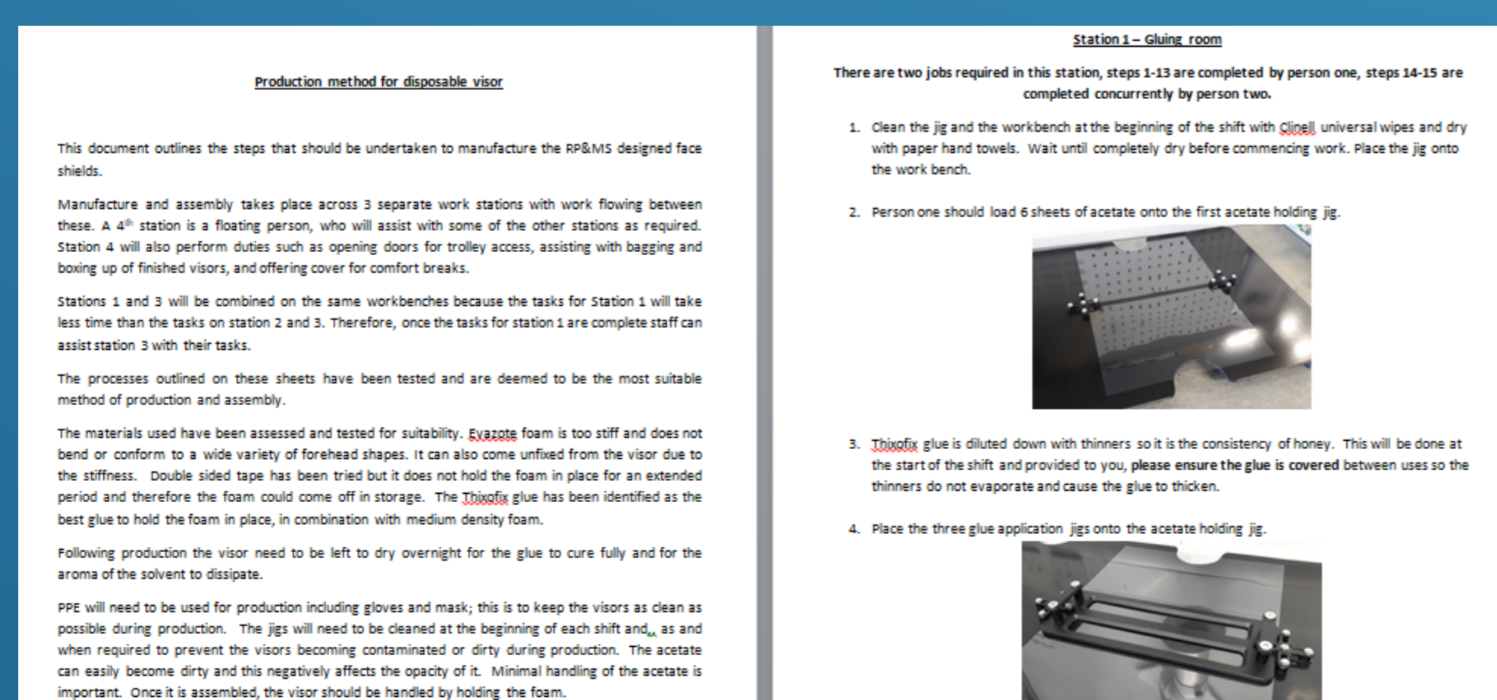 Production method for disposable visor
This document outlines the steps that should be undertaken to manufacture the RP&MS designed face
shields.
Manufacture and assembly takes place across 3 separate work stations with work flowing between
these. A 4th station is a floating person, who will assist with some of the other stations as required.
Station 4 will also perform duties such as opening doors for trolley access, assisting with bagging and
boxing up of finished visors, and offering cover for comfort breaks.
Stations 1 and 3 will be combined on the same workbenches because the tasks for Station 1 will take
less time than the tasks on station 2 and 3. Therefore, once the tasks for station 1 are complete staff can
assist station 3 with their tasks.
The processes outlined on these sheets have been tested and are deemed to be the most suitable
method of production and assembly.
The materials used have been assessed and tested for suitability. Evazote foam is too stiff and does not
bend or conform to a wide variety of forehead shapes. It can also come unfixed from the visor due to
the stiffness. Double sided tape has been tried but it does not hold the foam in place for an extended
period and therefore the foam could come off in storage. The Thixofix glue has been identified as the
best glue to hold the foam in place, in combination with medium density foam.
Following production the visor need to be left to dry overnight for the glue to cure fully and for the
aroma of the solvent to dissipate.
PPE will need to be used for production including gloves and mask; this is to keep the visors as clean as
possible during production. The jigs will need to be cleaned at the beginning of each shift and,, as and
when required to prevent the visors becoming contaminated or dirty during production. The acetate
can easily become dirty and this negatively affects the opacity of it. Minimal handling of the acetate is
important. Once it is assembled, the visor should be handled by holding the foam.
Station 1 – Gluing room
There are two jobs required in this station, steps 1-13 are completed by person one, steps 14-15 are
completed concurrently by person two.
1. Clean the jig and the workbench at the beginning of the shift with Clinell universal wipes and dry
with paper hand towels. Wait until completely dry before commencing work. Place the jig onto
the work bench.
2. Person one should load 6 sheets of acetate onto the first acetate holding jig.
3. Thixofix glue is diluted down with thinners so it is the consistency of honey. This will be done at
the start of the shift and provided to you, please ensure the glue is covered between uses so the
thinners do not evaporate and cause the glue to thicken.
4. Place the three glue application jigs onto the acetate holding jig.